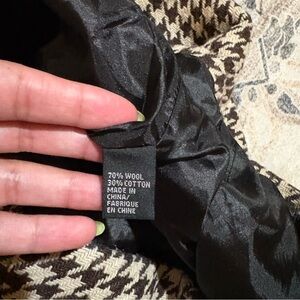 70% WOOL
30% COTTON
MADE IN
CHINA/
FABRIQUE
EN CHINE